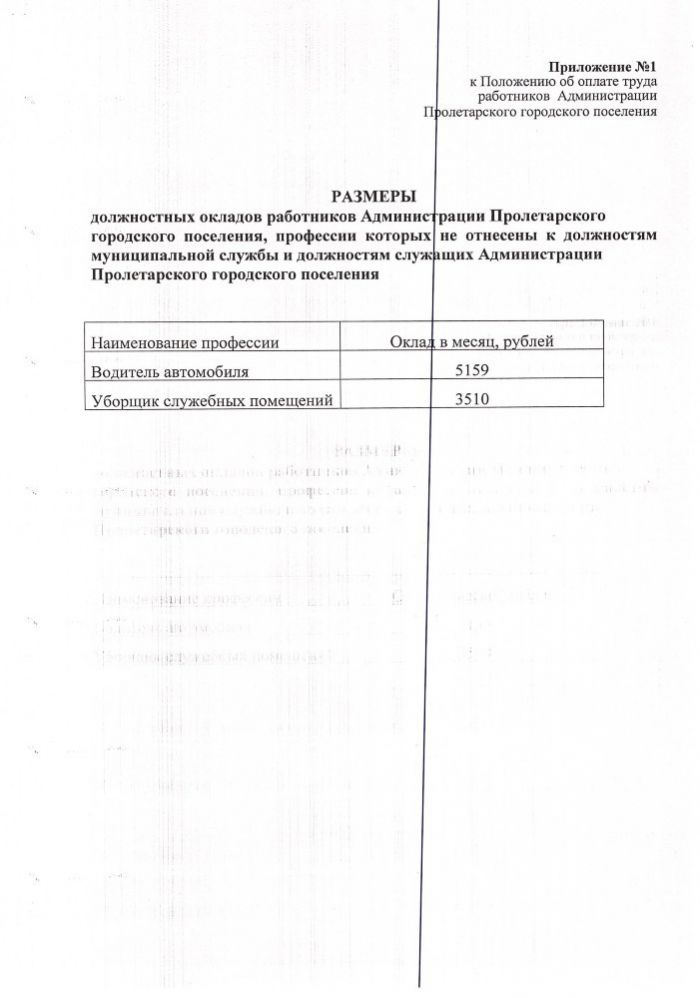 Приложение №1
к Положению об оплате труда
работников Администрации
Пролетарского городского поселения
РАЗМЕРЫ
должностных окладов работников Администрации Пролетарского
городского поселения, профессии которых не отнесены к должностям
муниципальной службы и должностям служащих Администрации
Пролетарского городского поселения
Наименование профессии Оклад в месяц, рублей
Водитель автомобиля 5159
Уборщик служебных помещений 3510